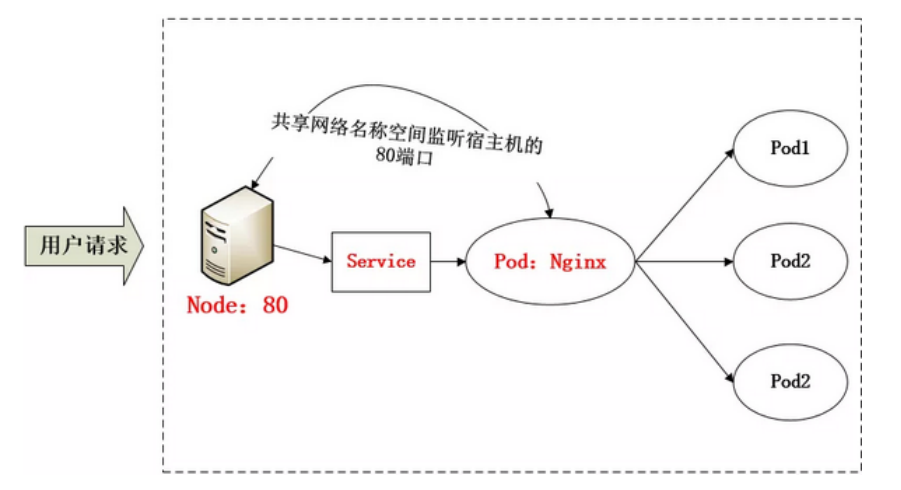 共享网络名称空间监听宿主机的
80端口
用户请求
Node：80
Service
Pod：Nginx
Pod1
Pod2
Pod2